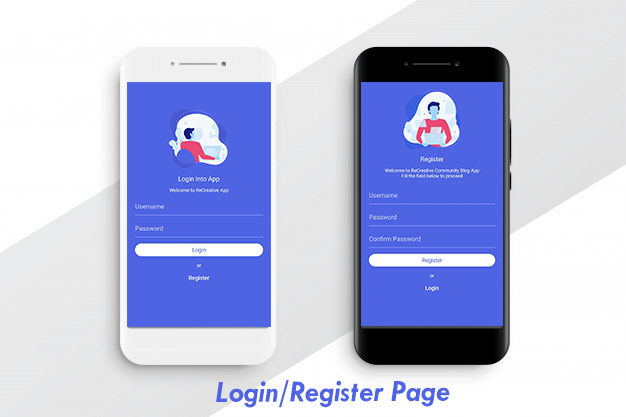 Login Into App
Welcome to ReCreative App
Username
Password
Login
or
Register
Register
Welcome to ReCreative Community Blog App
Fill the field below to proceed
Username
Password
Confirm Password
Register
or
Login
Login/Register Page